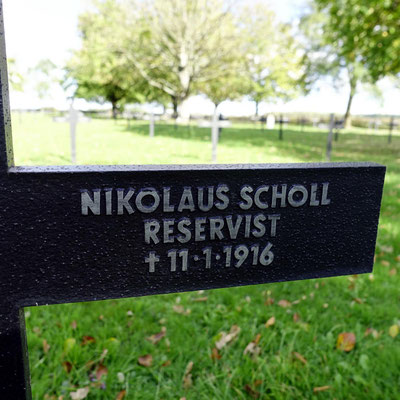 NIKOLAUS SCHOLL
RESERVIST
† 11·1·1916